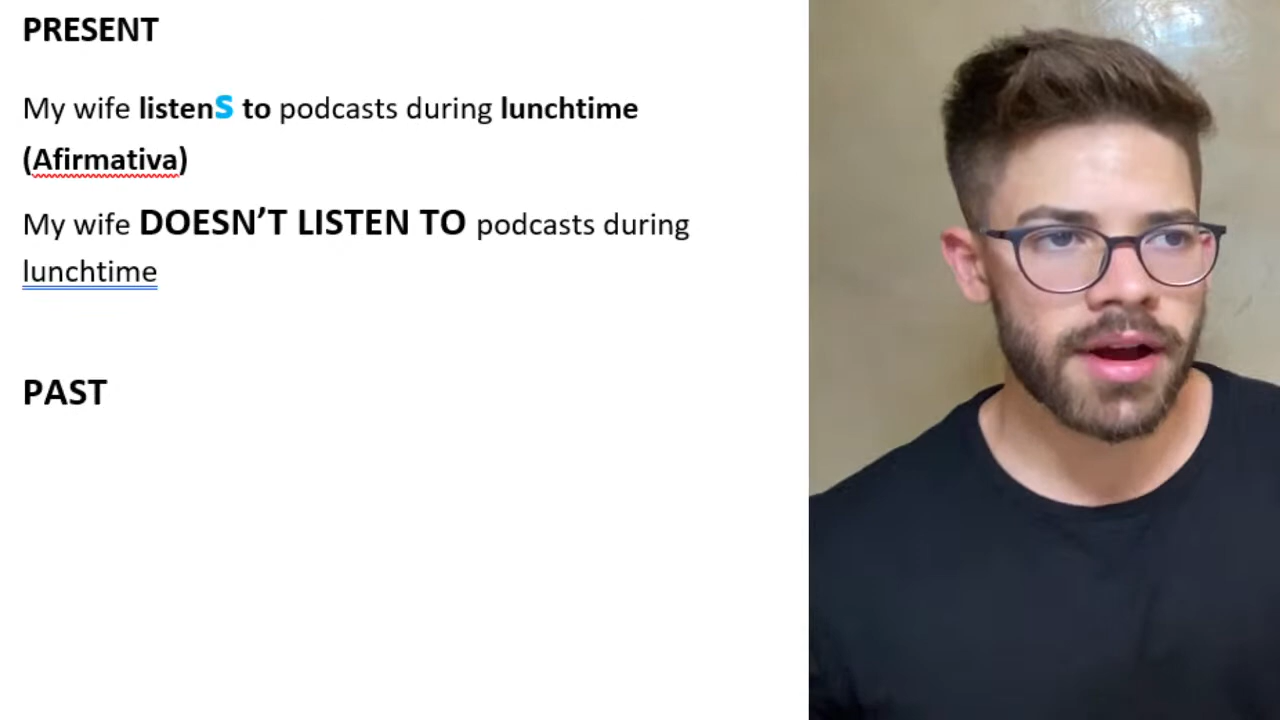 PRESENT
My wife listenS to podcasts during lunchtime
(Afirmativa)
My wife DOESN’T LISTEN TO podcasts during
lunchtime
PAST